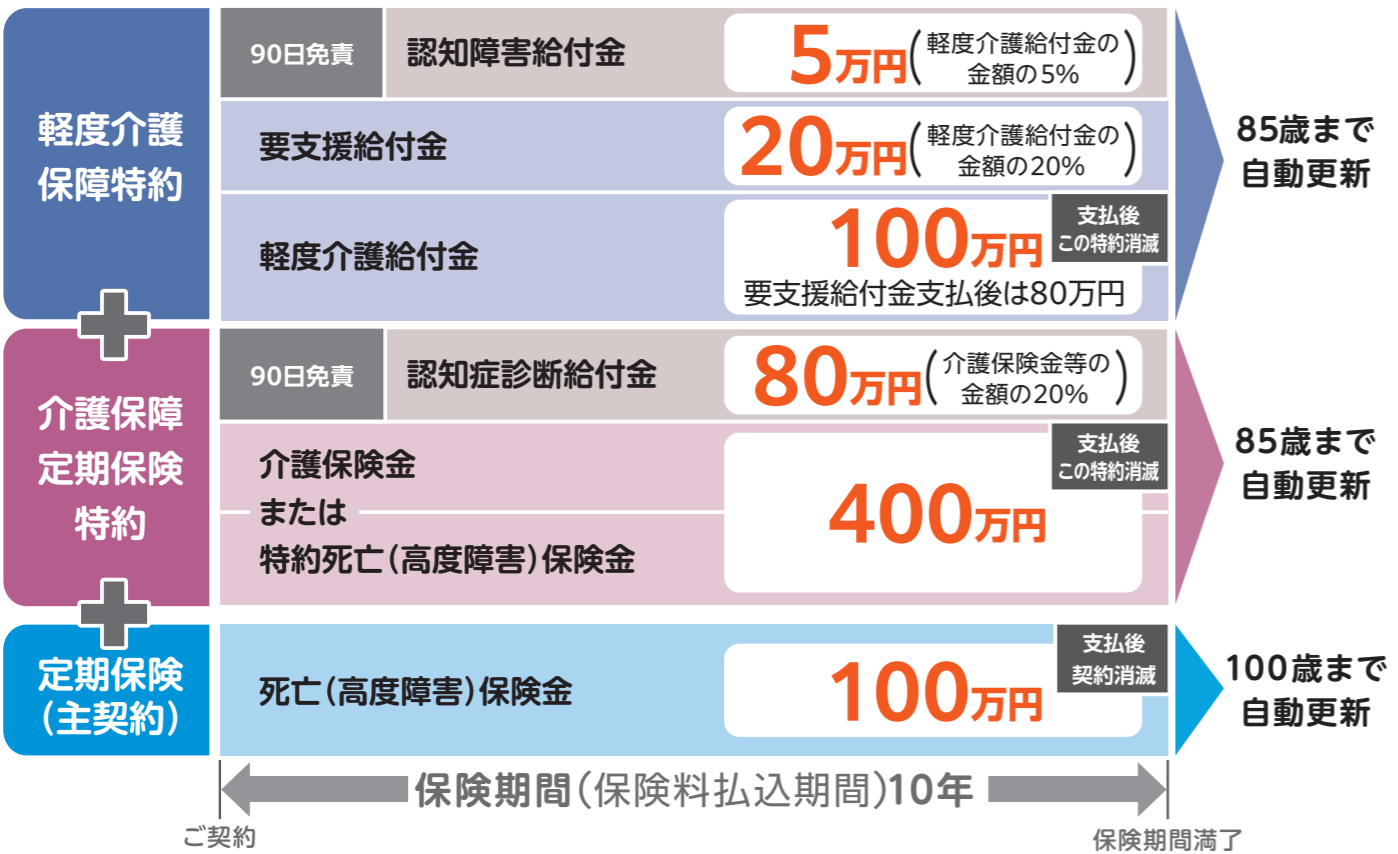 軽度介護
保障特約
90日免責
認知障害給付金
5万円(軽度介護給付金の
金額の5%)
要支援給付金
20万円(軽度介護給付金の
金額の20%)
軽度介護給付金
100万円
要支援給付金支払後は80万円
支払後
この特約消滅
85歳まで
自動更新
介護保障
定期保険
特約
90日免責
認知症診断給付金
80万円(介護保険金等の
金額の20%)
介護保険金
または
特約死亡(高度障害)保険金
400万円
支払後
この特約消滅
85歳まで
自動更新
定期保険
(主契約)
死亡(高度障害)保険金
100万円
支払後
契約消滅
100歳まで
自動更新
保険期間(保険料払込期間)10年
ご契約
保険期間満了